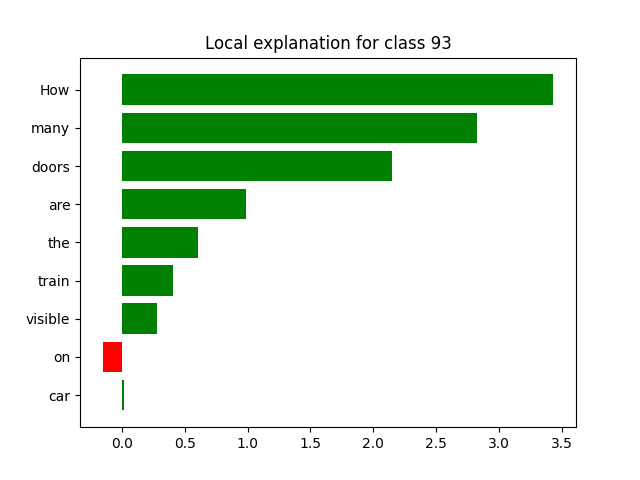 Local explanation for class 93
How
many
doors
are
the
train
visible
on
car
0.0 0.5 1.0 1.5 2.0 2.5 3.0 3.5